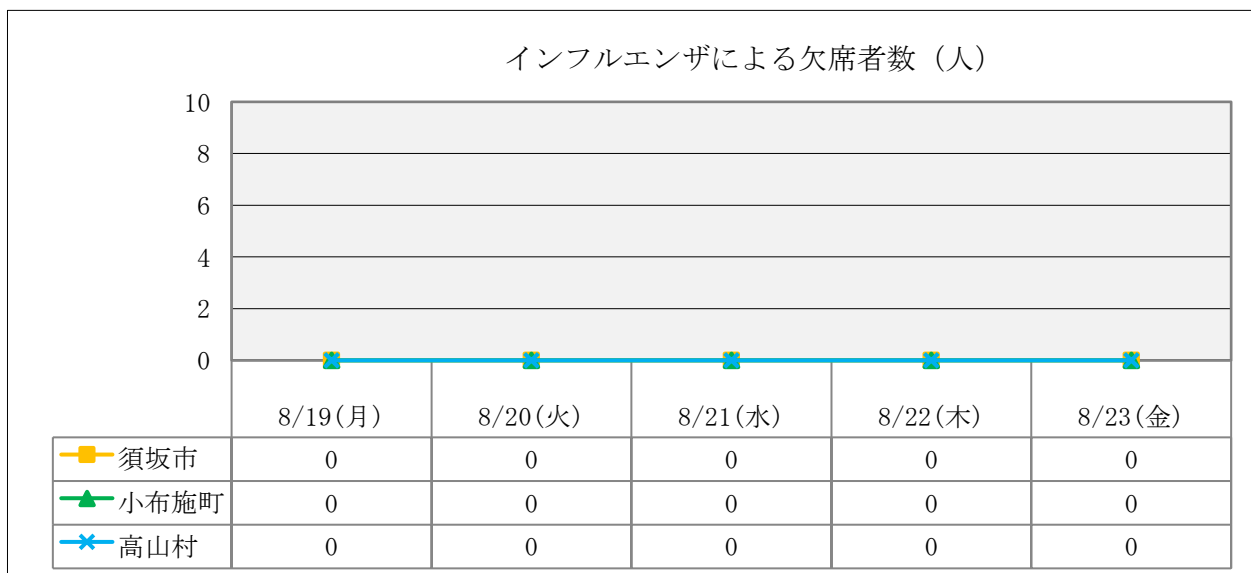 インフルエンザによる欠席者数（人）
10
8
6
4
2
0
8/19(月) 8/20(火) 8/21(水) 8/22(木) 8/23(金)
須坂市 0 0 0 0 0
小布施町 0 0 0 0 0
高山村 0 0 0 0 0